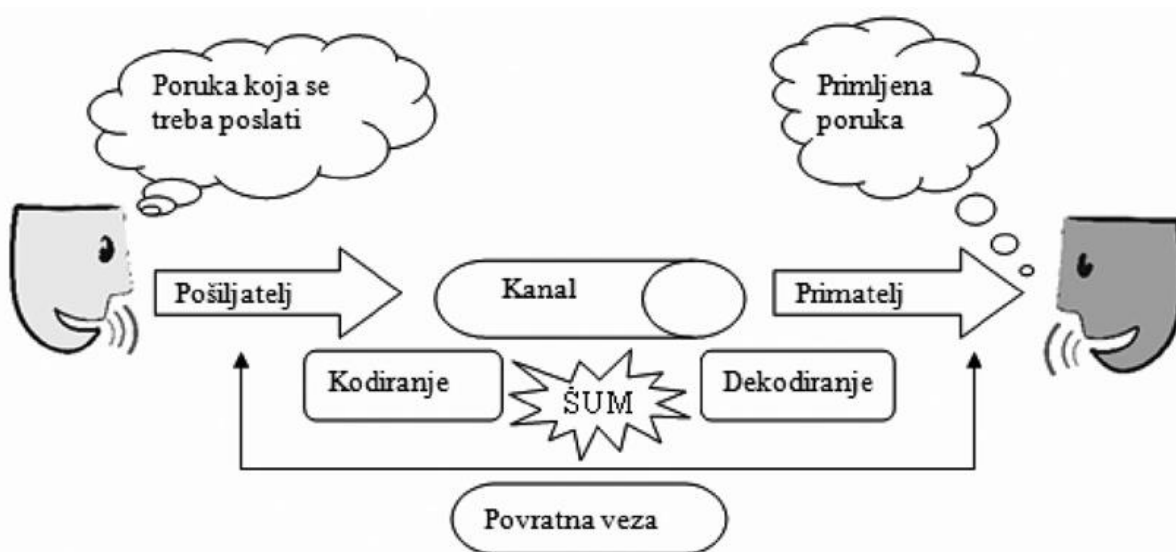 Poruka koja se
treba poslati
Primljena
poruka
Pošiljatelj
Kanal
Primatelj
Kodiranje
ŠUM
Dekodiranje
Povratna veza